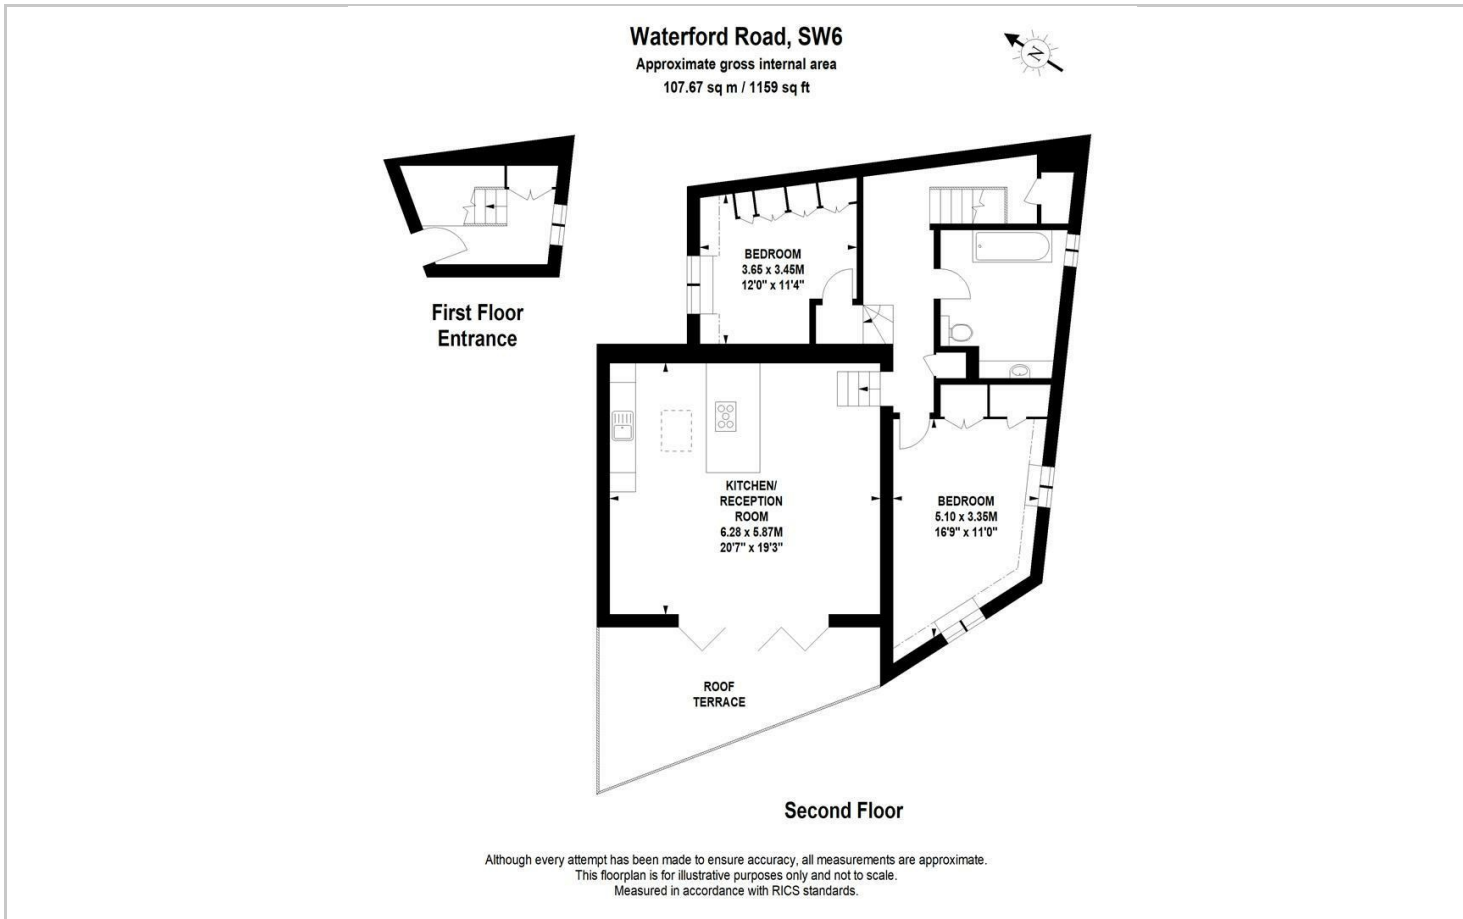 Waterford Road, SW6
Approximate gross internal area
107.67 sq m / 1159 sq ft
N
First Floor
Entrance
BEDROOM
3.65 x 3.45M
12'0" x 11'4"
KITCHEN/
RECEPTION
ROOM
6.28 x 5.87M
20'7" x 19'3"
BEDROOM
5.10 x 3.35M
16'9" x 11'0"
ROOF
TERRACE
Second Floor
Although every attempt has been made to ensure accuracy, all measurements are approximate.
This floorplan is for illustrative purposes only and not to scale.
Measured in accordance with RICS standards.